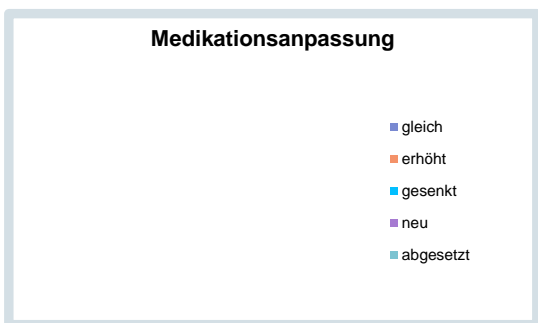 Medikationsanpassung
gleich
erhöht
gesenkt
neu
abgesetzt